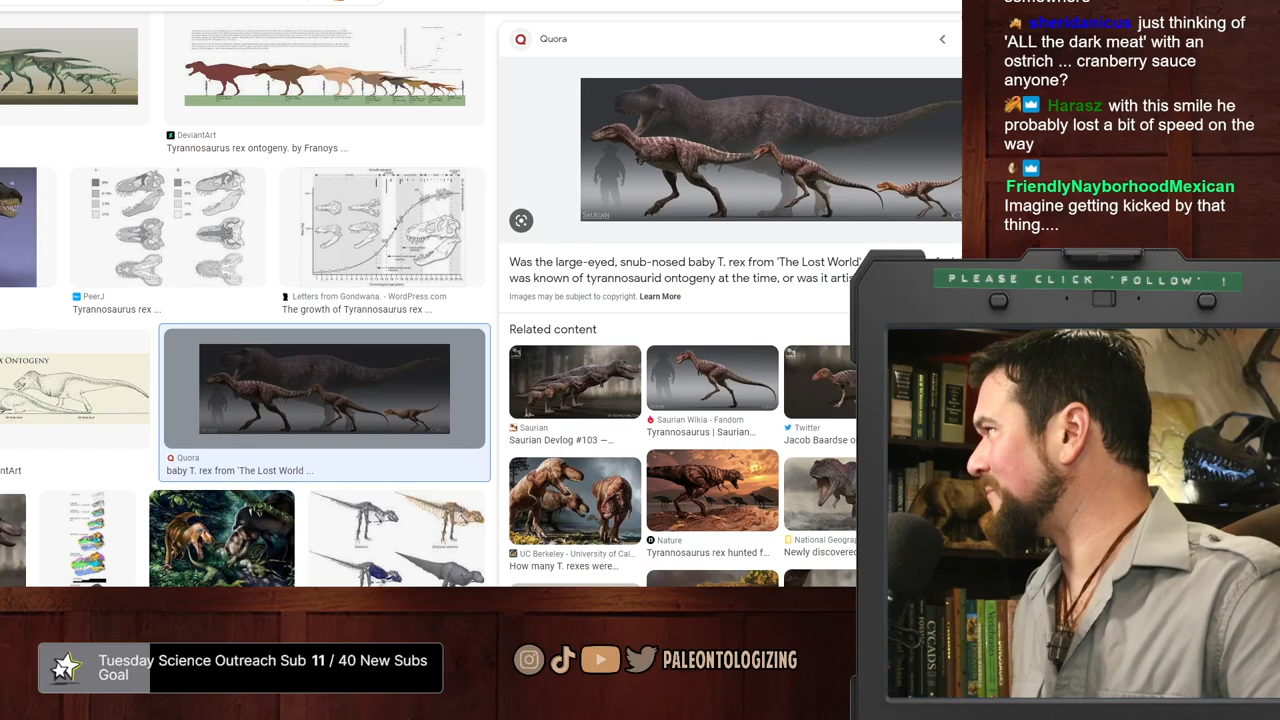 somewhere
sheridanicus just thinking of
'ALL the dark meat' with an
ostrich ... cranberry sauce
anyone?
Harasz with this smile he
probably lost a bit of speed on the
way
FriendlyNayborhoodMexican
Imagine getting kicked by that
thing....
PLEASE CLICK "FOLLOW" !
DeviantArt
Tyrannosaurus rex ontogeny. by Franoys ...
PeerJ
Tyrannosaurus rex ...
Letters from Gondwana. - WordPress.com
The growth of Tyrannosaurus rex ...
X ONTOGENY
ntArt
Quora
baby T. rex from 'The Lost World ...
Quora
SAURIAN
Was the large-eyed, snub-nosed baby T. rex from 'The Lost World'
was known of tyrannosaurid ontogeny at the time, or was it artis
Images may be subject to copyright. Learn More
Related content
Saurian
Saurian Devlog #103 —...
Saurian Wikia - Fandom
Tyrannosaurus | Saurian...
Twitter
Jacob Baardse o
UC Berkeley - University of Cal...
How many T. rexes were...
Nature
Tyrannosaurus rex hunted f...
National Geograp
Newly discovered
CYCADS
Vertebrates
Tuesday Science Outreach Sub 11 / 40 New Subs
Goal
PALEONTOLOGIZING